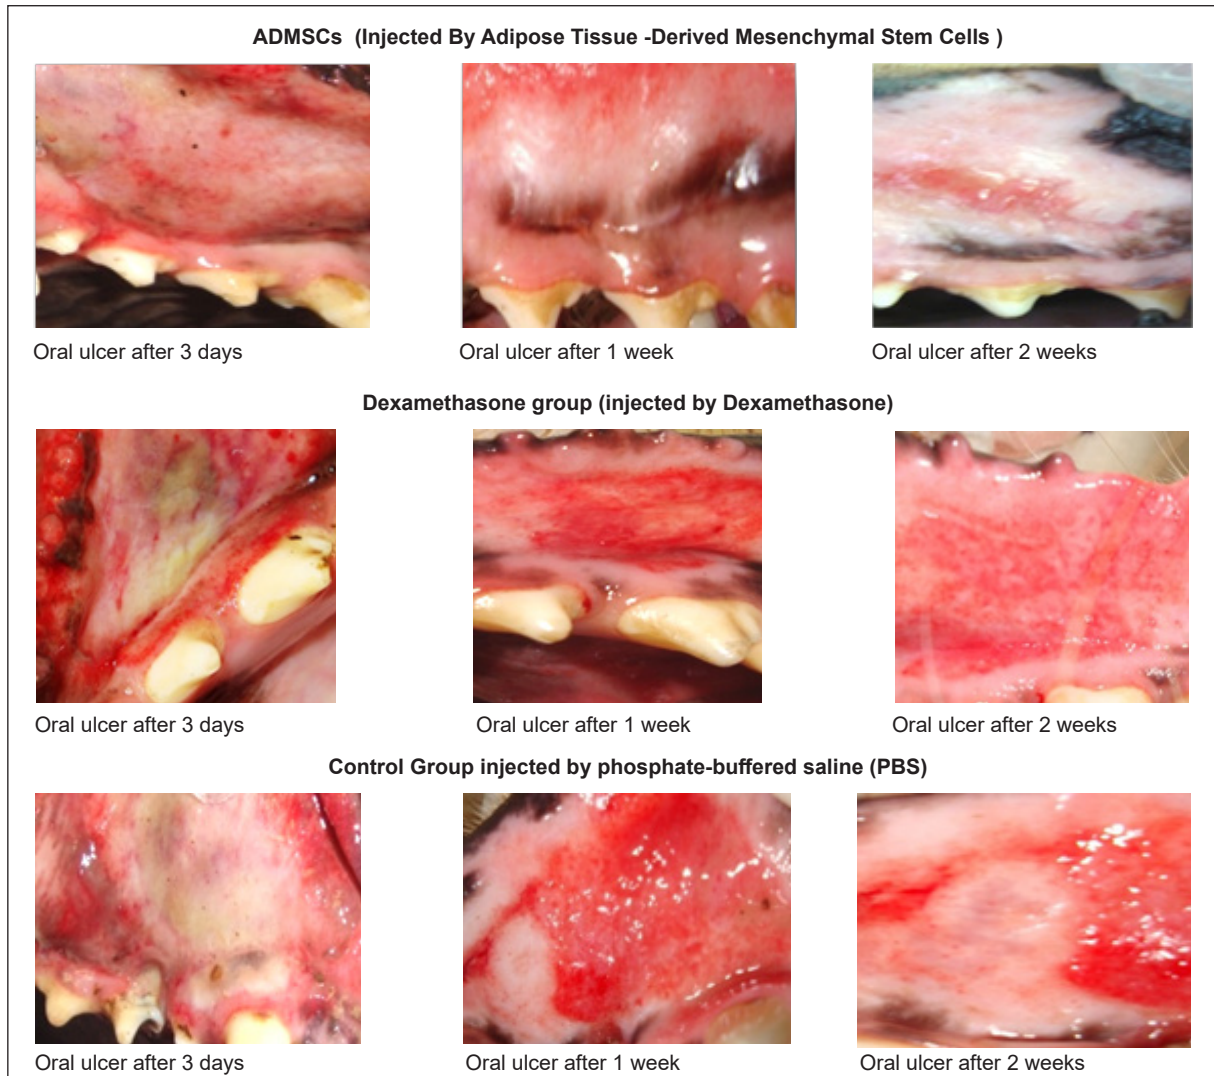 ADMSCs (Injected By Adipose Tissue -Derived Mesenchymal Stem Cells )
Oral ulcer after 3 days
Oral ulcer after 1 week
Oral ulcer after 2 weeks
Dexamethasone group (injected by Dexamethasone)
Oral ulcer after 3 days
Oral ulcer after 1 week
Oral ulcer after 2 weeks
Control Group injected by phosphate-buffered saline (PBS)
Oral ulcer after 3 days
Oral ulcer after 1 week
Oral ulcer after 2 weeks